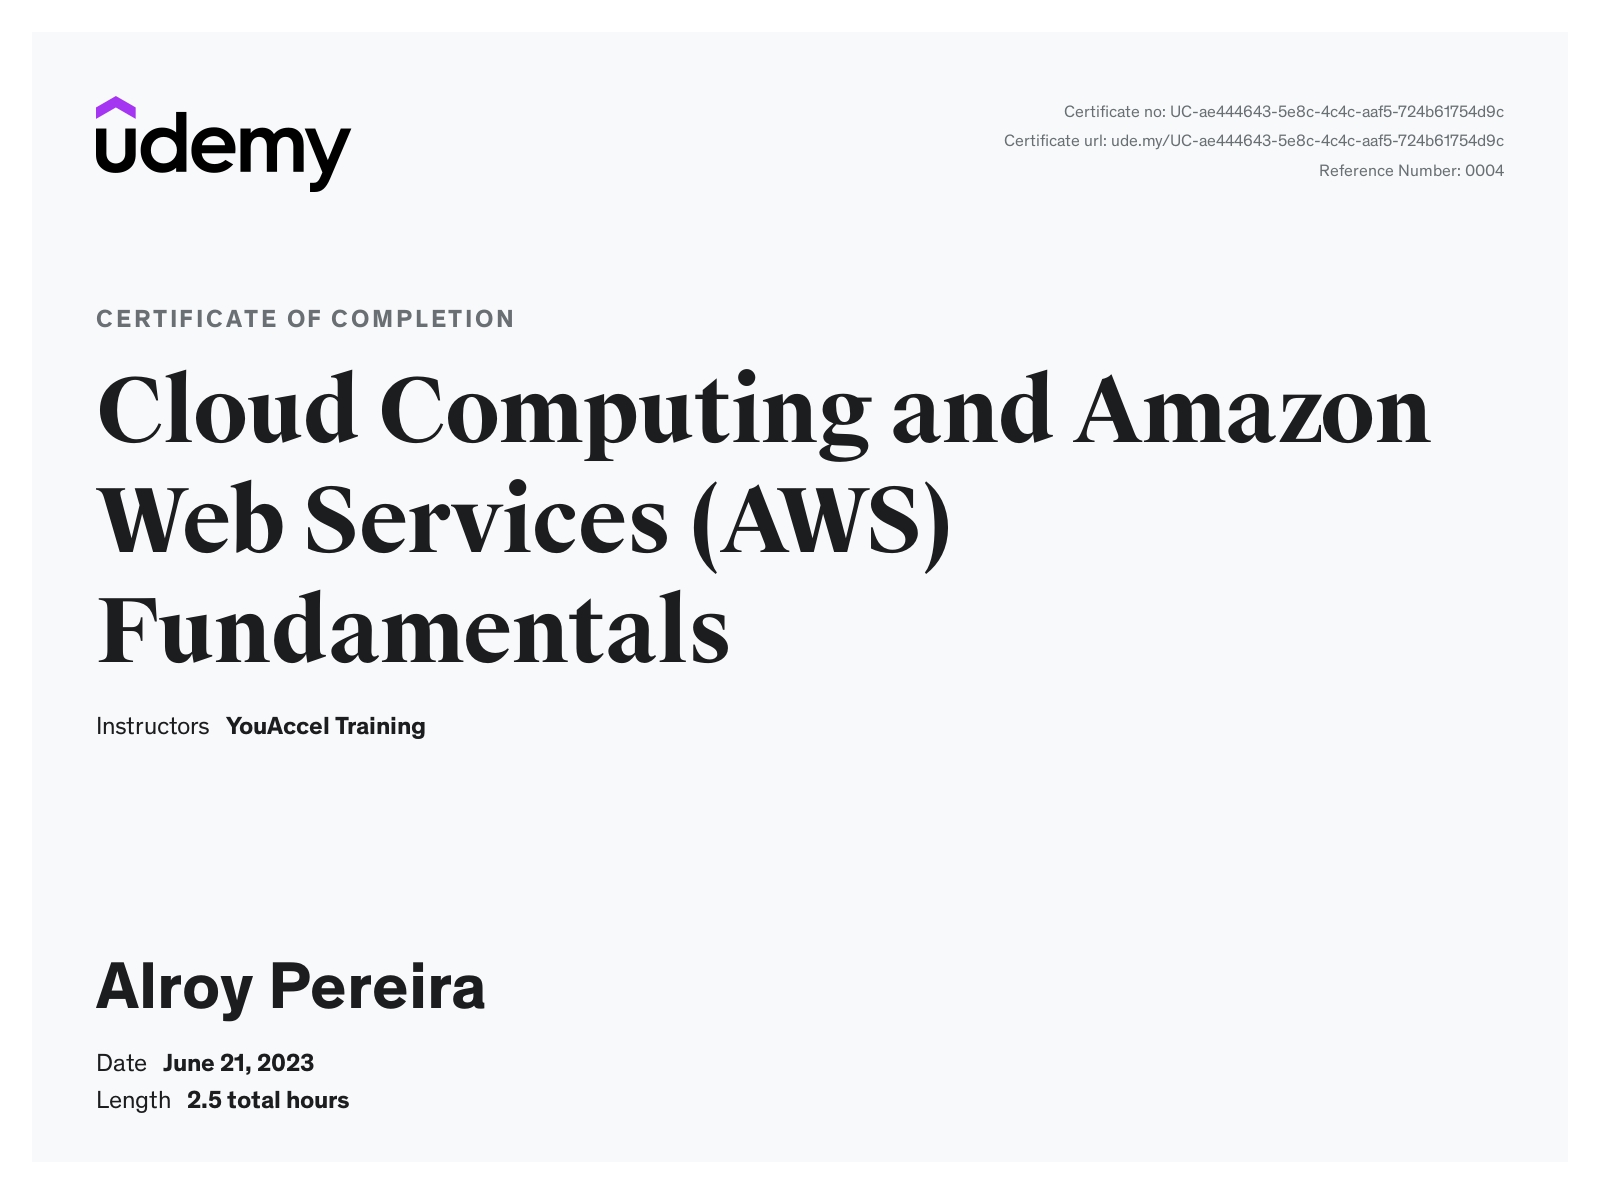 udemy
Certificate no: UC-ae444643-5e8c-4c4c-aaf5-724b61754d9c
Certificate url: ude.my/UC-ae444643-5e8c-4c4c-aaf5-724b61754d9c
Reference Number: 0004
CERTIFICATE OF COMPLETION
Cloud Computing and Amazon
Web Services (AWS)
Fundamentals
Instructors YouAccel Training
Alroy Pereira
Date June 21, 2023
Length 2.5 total hours